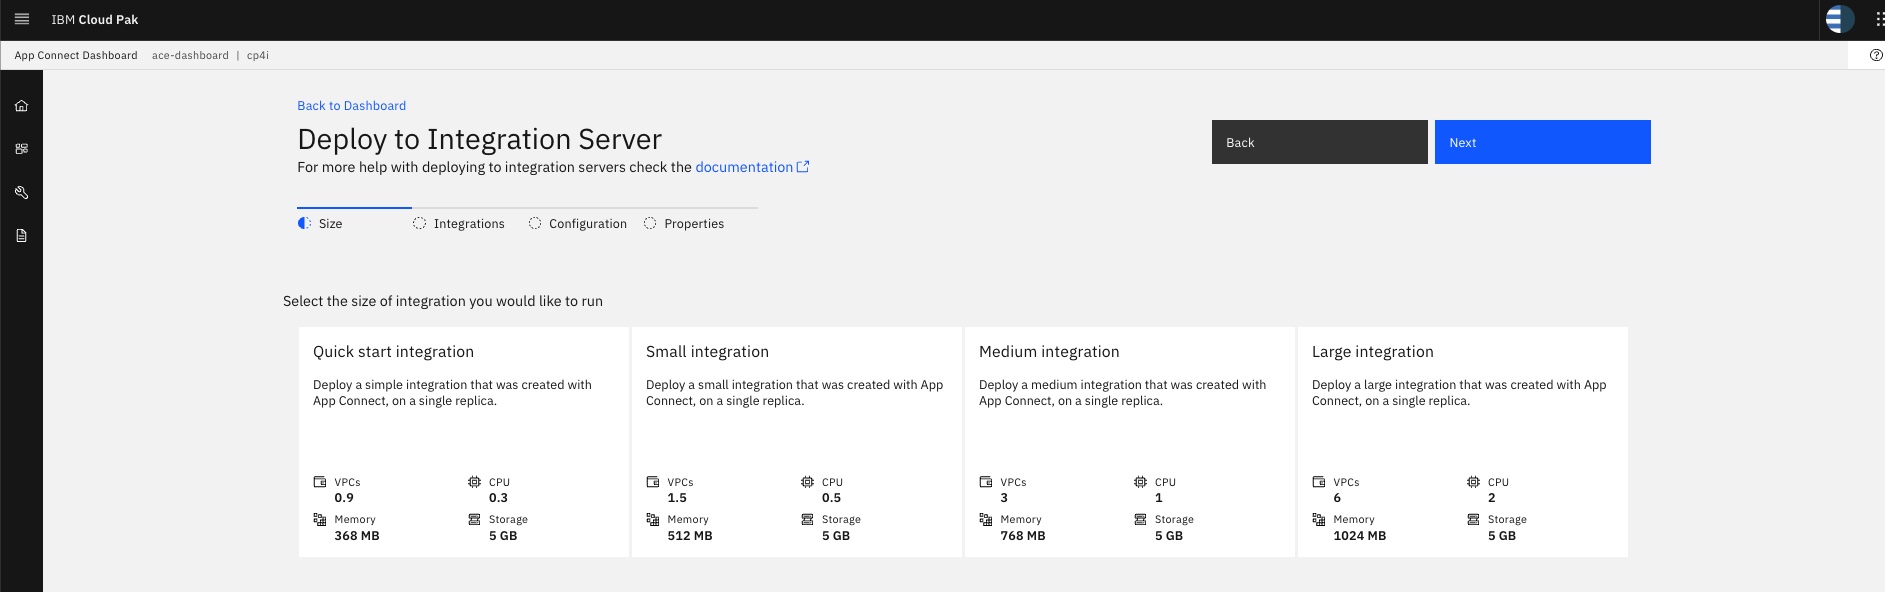 IBM Cloud Pak
App Connect Dashboard ace-dashboard | cp4i
Back to Dashboard
Deploy to Integration Server
For more help with deploying to integration servers check the documentation
Back
Next
Size
Integrations
Configuration
Properties
Select the size of integration you would like to run
Quick start integration
Deploy a simple integration that was created with
App Connect, on a single replica.
VPCs
0.9
CPU
0.3
Memory
368 MB
Storage
5 GB
Small integration
Deploy a small integration that was created with App
Connect, on a single replica.
VPCs
1.5
CPU
0.5
Memory
512 MB
Storage
5 GB
Medium integration
Deploy a medium integration that was created with
App Connect, on a single replica.
VPCs
3
CPU
1
Memory
768 MB
Storage
5 GB
Large integration
Deploy a large integration that was created with App
Connect, on a single replica.
VPCs
6
CPU
2
Memory
1024 MB
Storage
5 GB